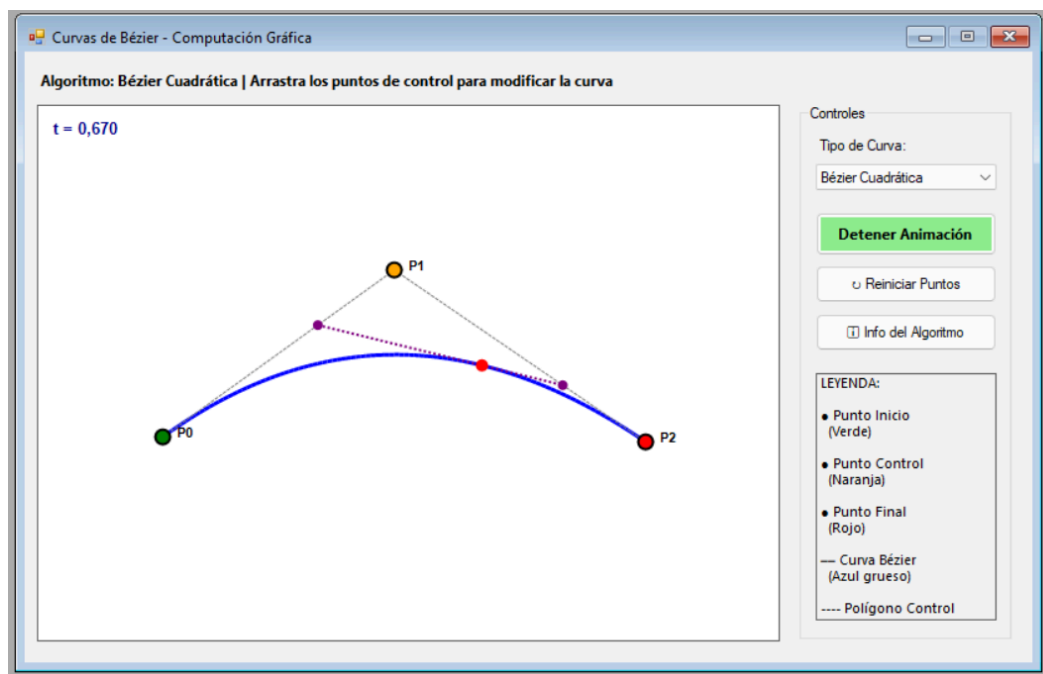 Curvas de Bézier - Computación Gráfica
Algoritmo: Bézier Cuadrática | Arrastra los puntos de control para modificar la curva
t = 0,670
P1
P0
P2
Controles
Tipo de Curva:
Bézier Cuadrática
Detener Animación
↻ Reiniciar Puntos
ℹ Info del Algoritmo
LEYENDA:
● Punto Inicio
(Verde)
● Punto Control
(Naranja)
● Punto Final
(Rojo)
— Curva Bézier
(Azul grueso)
---- Polígono Control